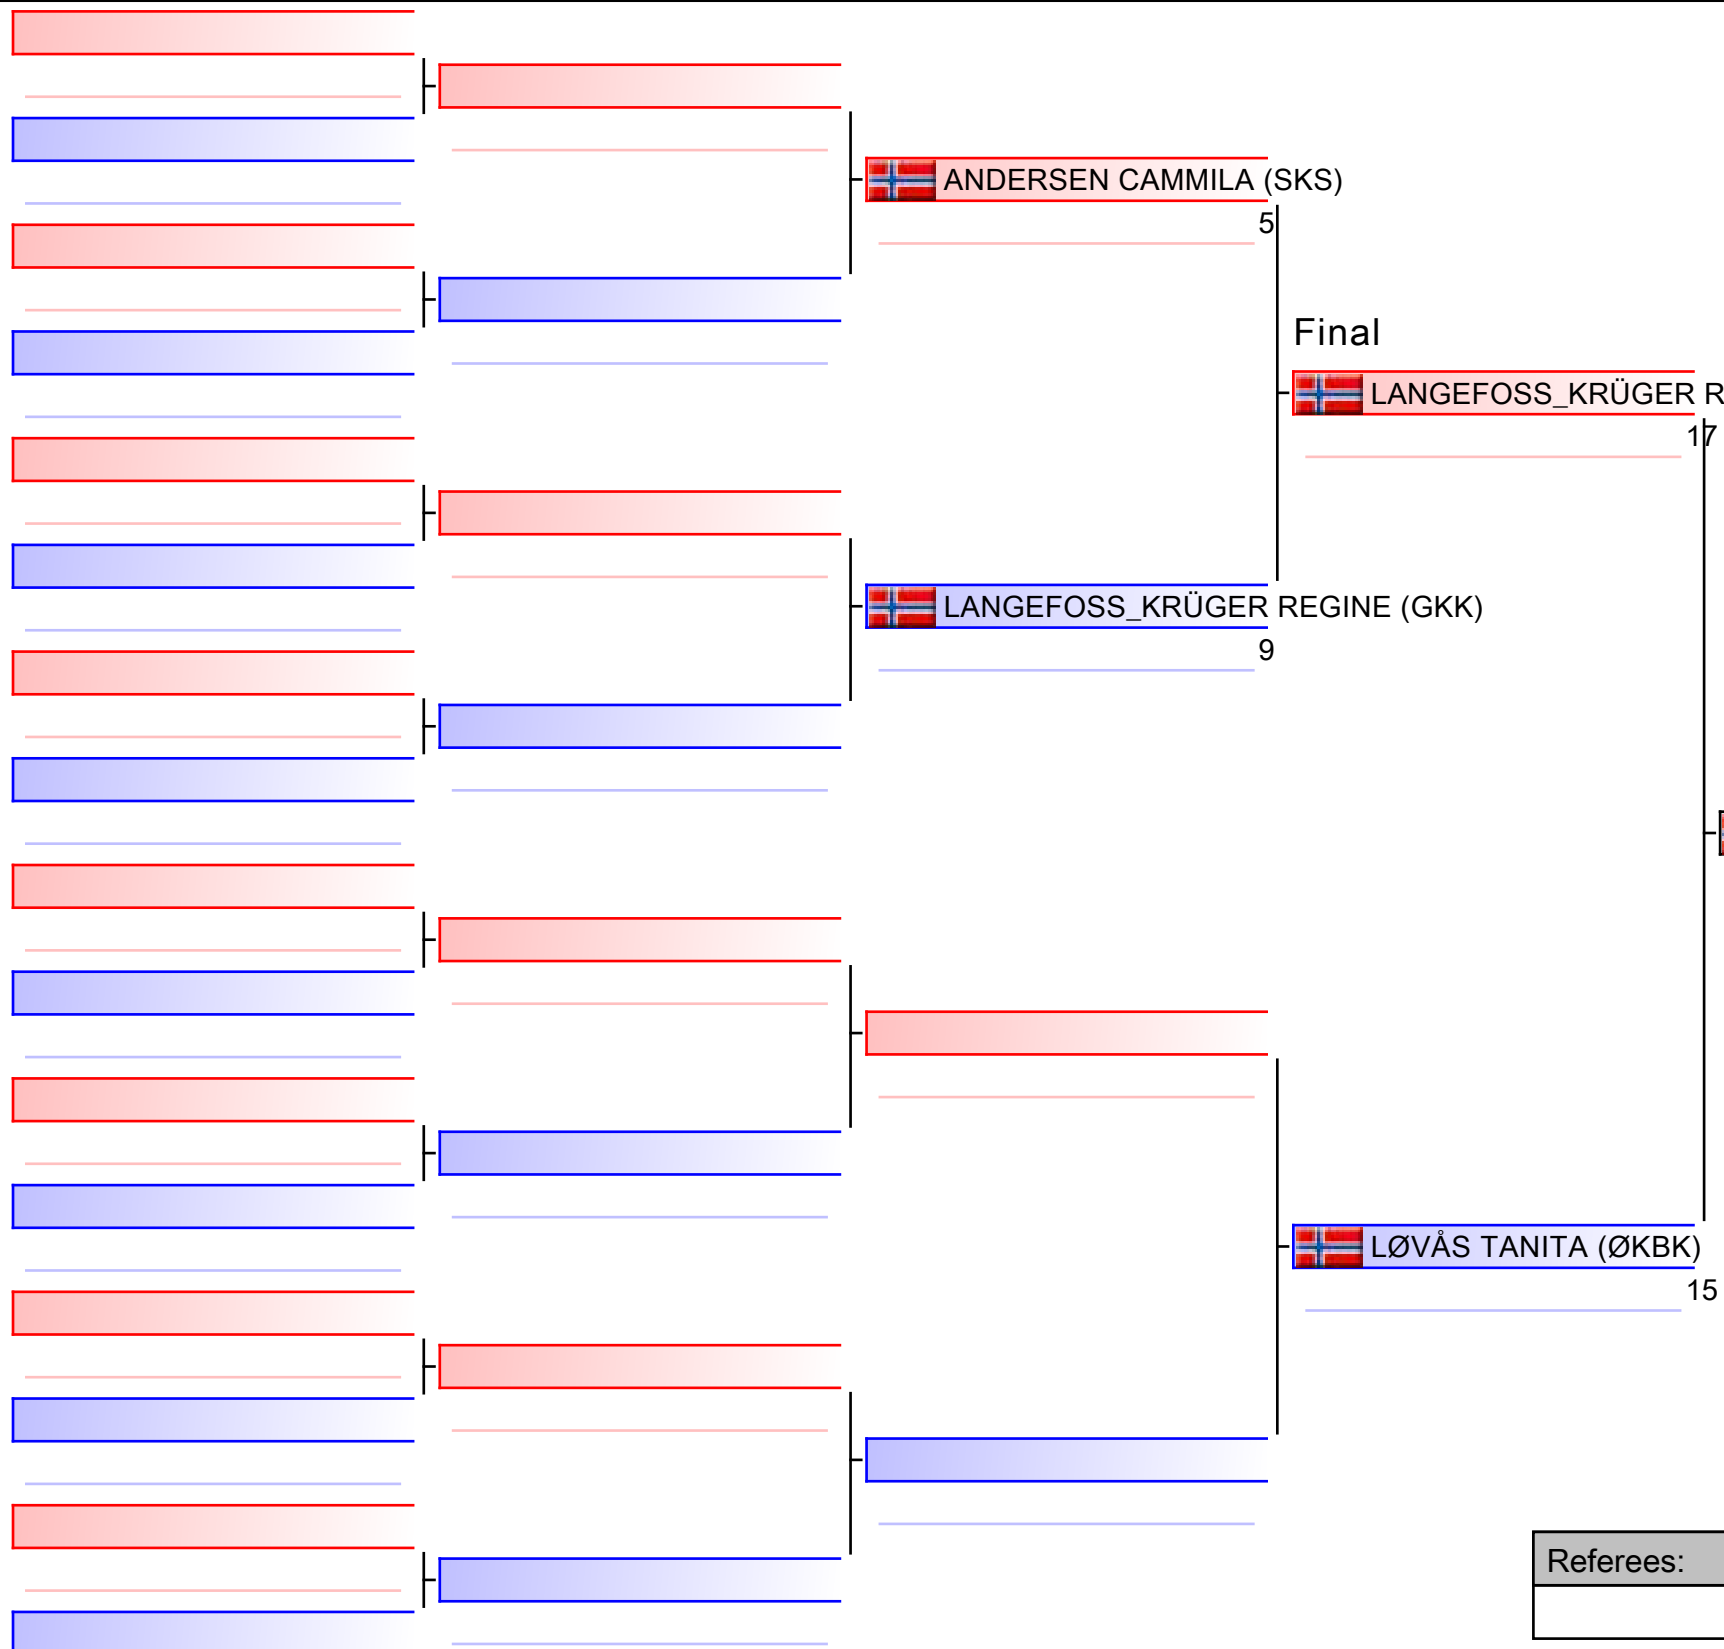 ANDERSEN CAMMILA (SKS)
5
Final
LANGEFOSS_KRÜGER R
17
LANGEFOSS_KRÜGER REGINE (GKK)
9
LØVÅS TANITA (ØKBK)
15
Referees: